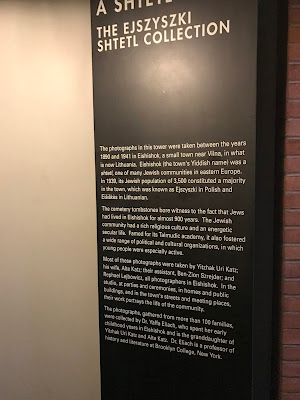 A SHTETL
THE EJSZYSZKI
SHTETL COLLECTION
The photographs in this tower were taken between the years
1890 and 1941 in Eishishok, a small town near Vilna, in what
is now Lithuania. Eishishok (the town's Yiddish name) was a
shtetl, one of many Jewish communities in eastern Europe.
In 1939, its Jewish population of 3,500 constituted a majority
in the town, which was known as Ejszyszki in Polish and
Eišiškės in Lithuanian.
The cemetery tombstones bore witness to the fact that Jews
had lived in Eishishok for almost 900 years. The Jewish
community had a rich religious culture and an energetic
secular life. Famed for its Talmudic academy, it also fostered
a wide range of political and cultural organizations, in which
young people were especially active.
Most of these photographs were taken by Yitzhak Uri Katz;
his wife, Alte Katz; their assistant, Ben-Zion Szrejder; and
Rephael Lejbowicz, all photographers in Eishishok. In the
studio, at parties and ceremonies, in homes and public
buildings, and in the town's streets and meeting places,
their work portrays the life of the community.
The photographs, gathered from more than 100 families,
were collected by Dr. Yaffa Eliach, who spent her early
childhood years in Eishishok and is the granddaughter of
Yitzhak Uri Katz and Alte Katz. Dr. Eliach is a professor of
history and literature at Brooklyn College, New York.